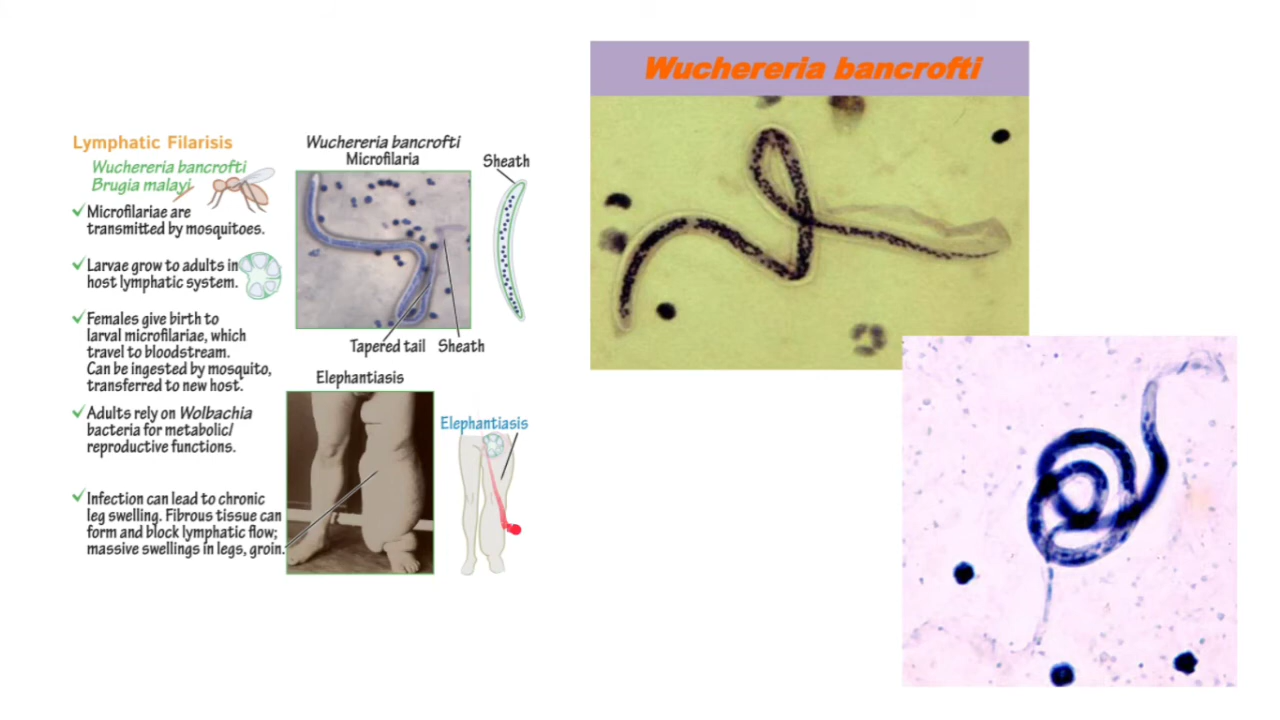 Lymphatic Filarisis
Wuchereria bancrofti
Brugia malayi
Microfilariae are
transmitted by mosquitoes.
Larvae grow to adults in
host lymphatic system.
Females give birth to
larval microfilariae, which
travel to bloodstream.
Can be ingested by mosquito,
transferred to new host.
Adults rely on Wolbachia
bacteria for metabolic/
reproductive functions.
Infection can lead to chronic
leg swelling. Fibrous tissue can
form and block lymphatic flow;
massive swellings in legs, groin.
Wuchereria bancrofti
Microfilaria
Sheath
Tapered tail
Sheath
Elephantiasis
Elephantiasis
Wuchereria bancrofti